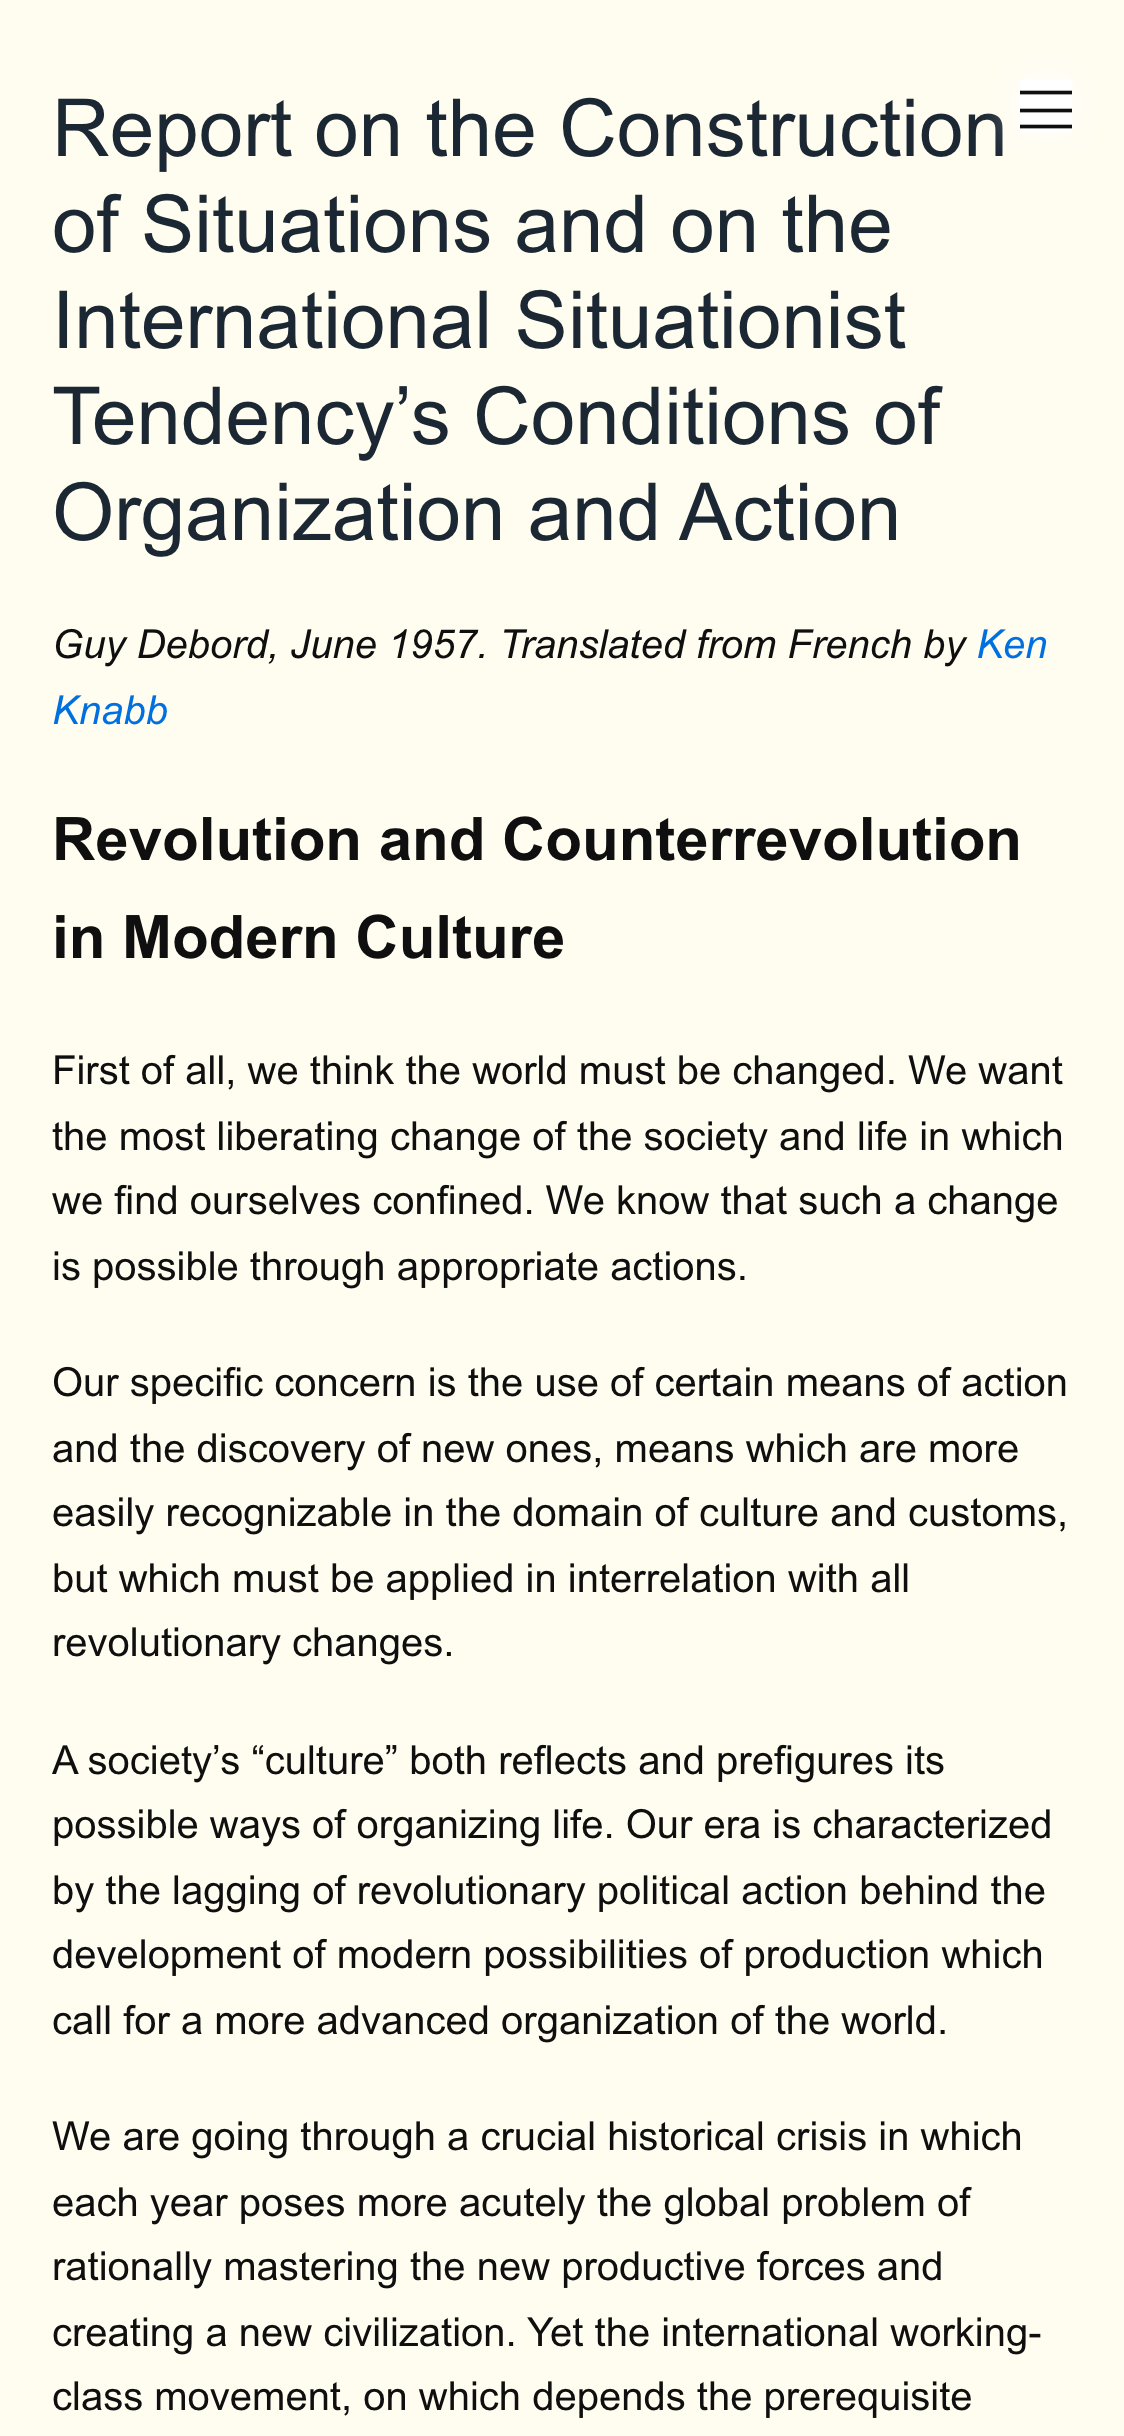 Report on the Construction
of Situations and on the
International Situationist
Tendency’s Conditions of
Organization and Action
Guy Debord, June 1957. Translated from French by Ken
Knabb
Revolution and Counterrevolution
in Modern Culture
First of all, we think the world must be changed. We want
the most liberating change of the society and life in which
we find ourselves confined. We know that such a change
is possible through appropriate actions.
Our specific concern is the use of certain means of action
and the discovery of new ones, means which are more
easily recognizable in the domain of culture and customs,
but which must be applied in interrelation with all
revolutionary changes.
A society’s “culture” both reflects and prefigures its
possible ways of organizing life. Our era is characterized
by the lagging of revolutionary political action behind the
development of modern possibilities of production which
call for a more advanced organization of the world.
We are going through a crucial historical crisis in which
each year poses more acutely the global problem of
rationally mastering the new productive forces and
creating a new civilization. Yet the international working-
class movement, on which depends the prerequisite